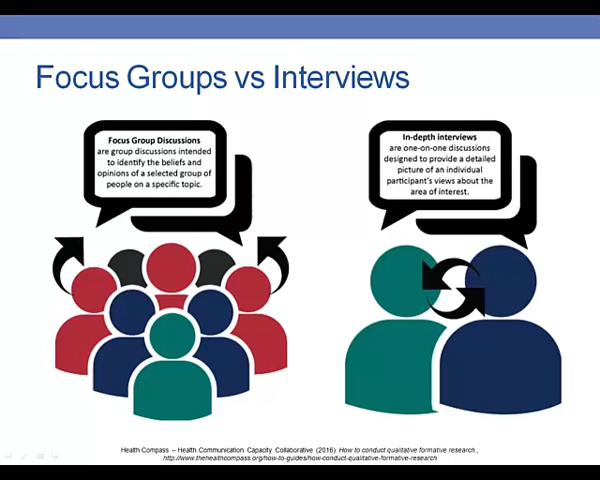 Focus Groups vs Interviews
Focus Group Discussions
are group discussions intended
to identify the beliefs and
opinions of a selected group of
people on a specific topic.
In-depth interviews
are one-on-one discussions
designed to provide a detailed
picture of an individual
participant's views about the
area of interest.
Health Compass – Health Communication Capacity Collaborative (2016) How to conduct qualitative formative research.,
http://www.thehealthcompass.org/how-to-guides/how-conduct-qualitative-formative-research